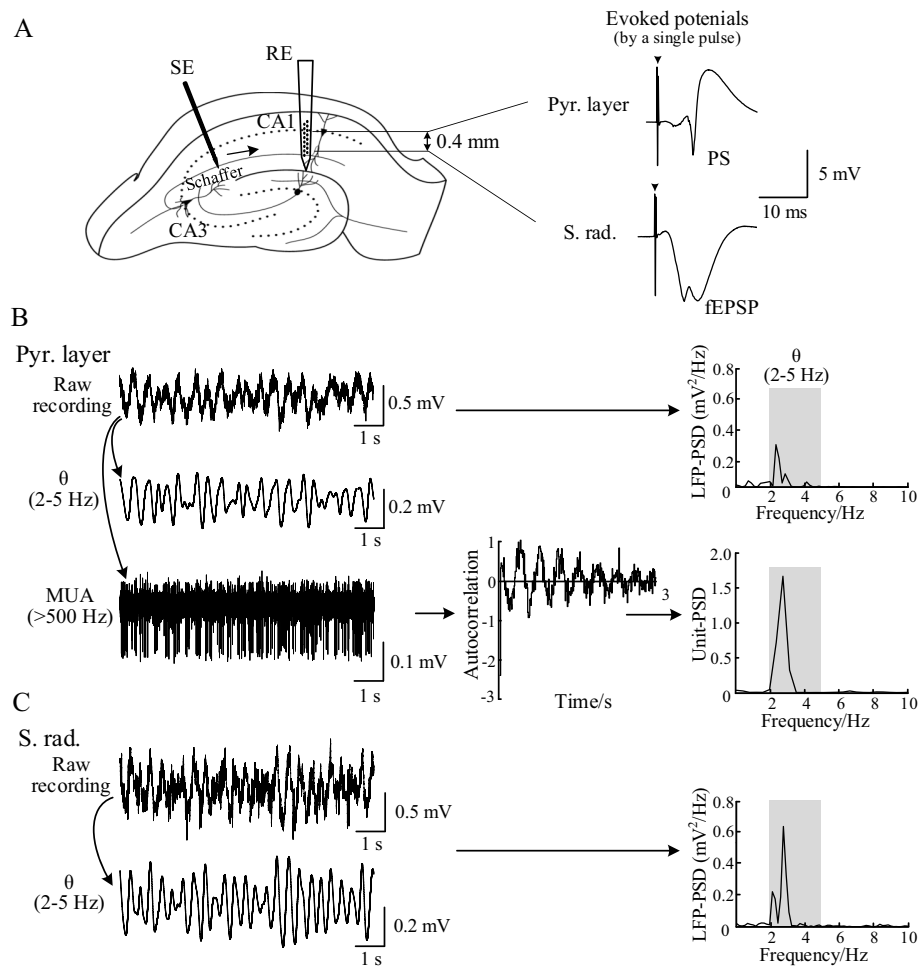 A
Evoked potenials
(by a single pulse)
SE
RE
CA1
Schaffer
CA3
0.4 mm
Pyr. layer
PS
5 mV
10 ms
S. rad.
fEPSP
B
Pyr. layer
Raw
recording
0.5 mV
1 s
θ
(2-5 Hz)
LFP-PSD (mV²/Hz)
0.8
0.6
0.4
0.2
0
2 4 6 8 10
Frequency/Hz
θ
(2-5 Hz)
0.2 mV
1 s
MUA
(>500 Hz)
0.1 mV
1 s
Autocorrelation
1
0
-1
-2
-3
3
Time/s
Unit-PSD
2.0
1.5
1.0
0.5
0
2 4 6 8 10
Frequency/Hz
C
S. rad.
Raw
recording
0.5 mV
1 s
θ
(2-5 Hz)
0.2 mV
1 s
LFP-PSD (mV²/Hz)
0.8
0.6
0.4
0.2
0
2 4 6 8 10
Frequency/Hz